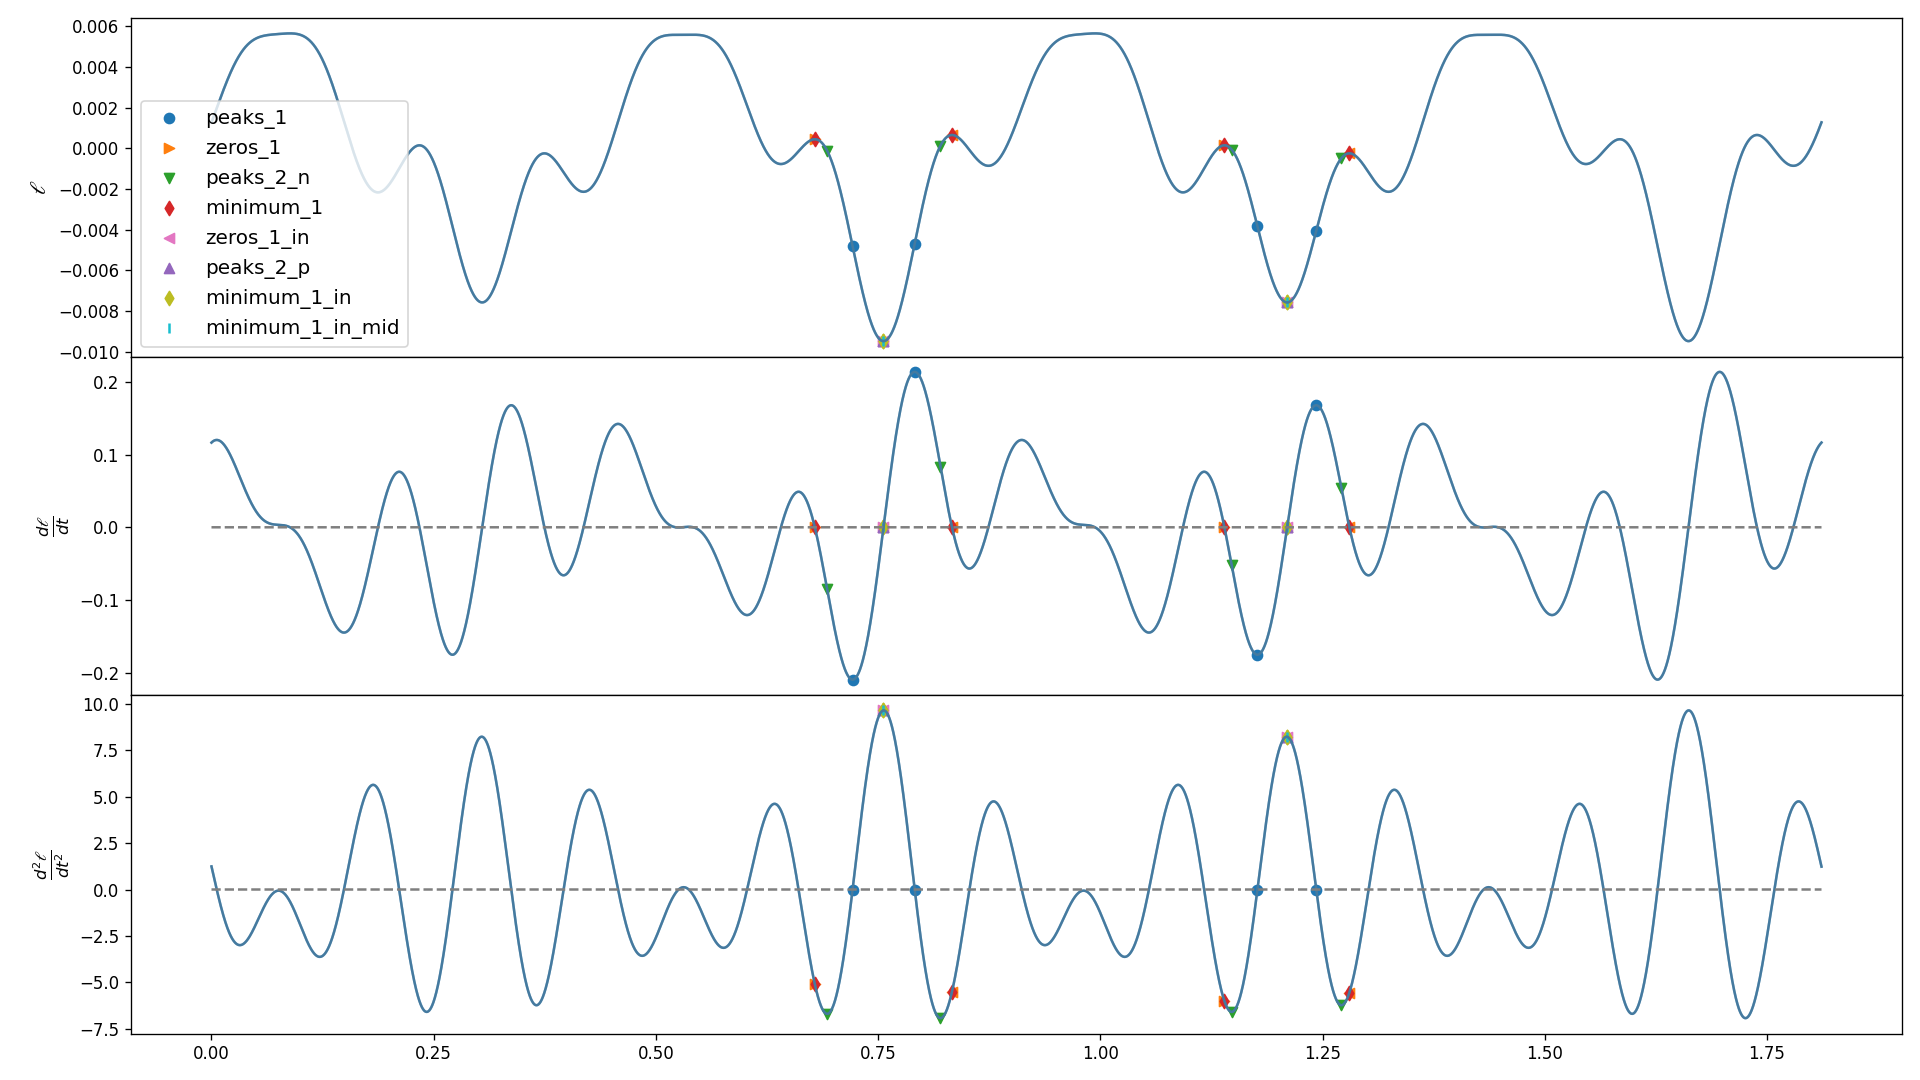 0.006
0.004
0.002
0.000
−0.002
−0.004
−0.006
−0.008
−0.010
ℓ
peaks_1
zeros_1
peaks_2_n
minimum_1
zeros_1_in
peaks_2_p
minimum_1_in
minimum_1_in_mid
0.2
0.1
0.0
−0.1
−0.2
dℓ/dt
10.0
7.5
5.0
2.5
0.0
−2.5
−5.0
−7.5
d²ℓ/dt²
0.00 0.25 0.50 0.75 1.00 1.25 1.50 1.75